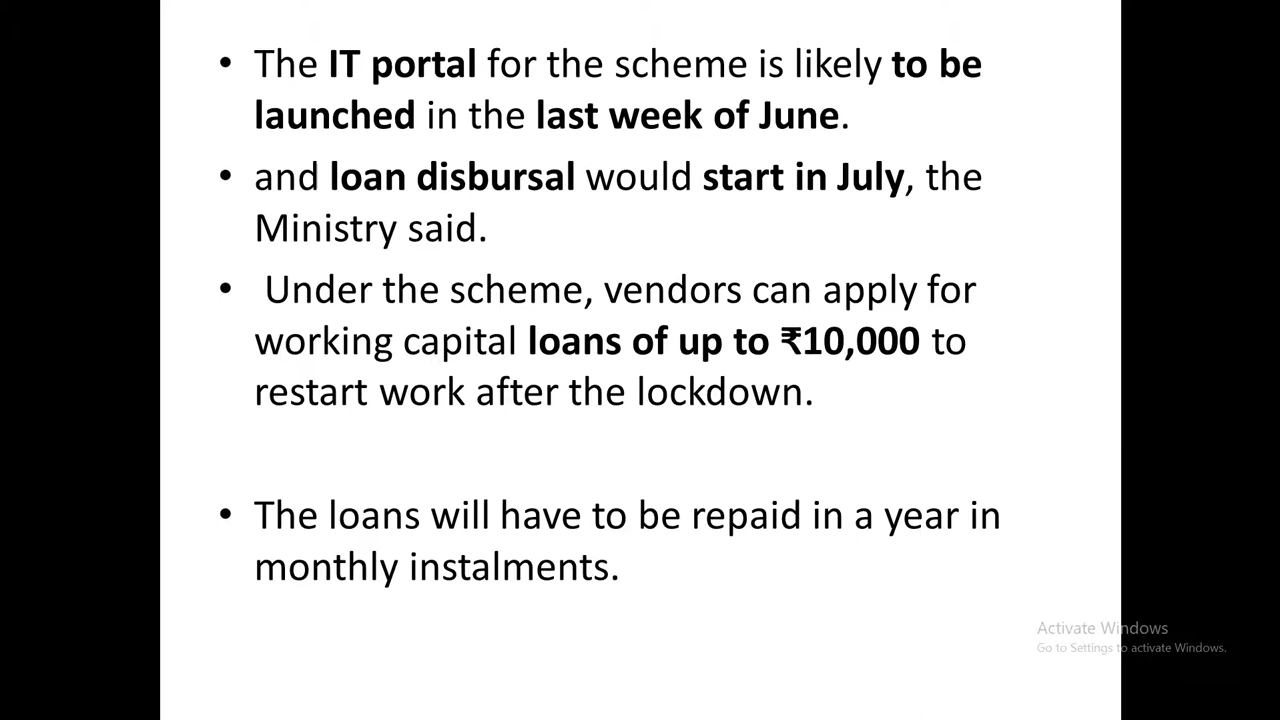 • The IT portal for the scheme is likely to be
launched in the last week of June.
• and loan disbursal would start in July, the
Ministry said.
• Under the scheme, vendors can apply for
working capital loans of up to ₹10,000 to
restart work after the lockdown.
• The loans will have to be repaid in a year in
monthly instalments.
Activate Windows
Go to Settings to activate Windows.